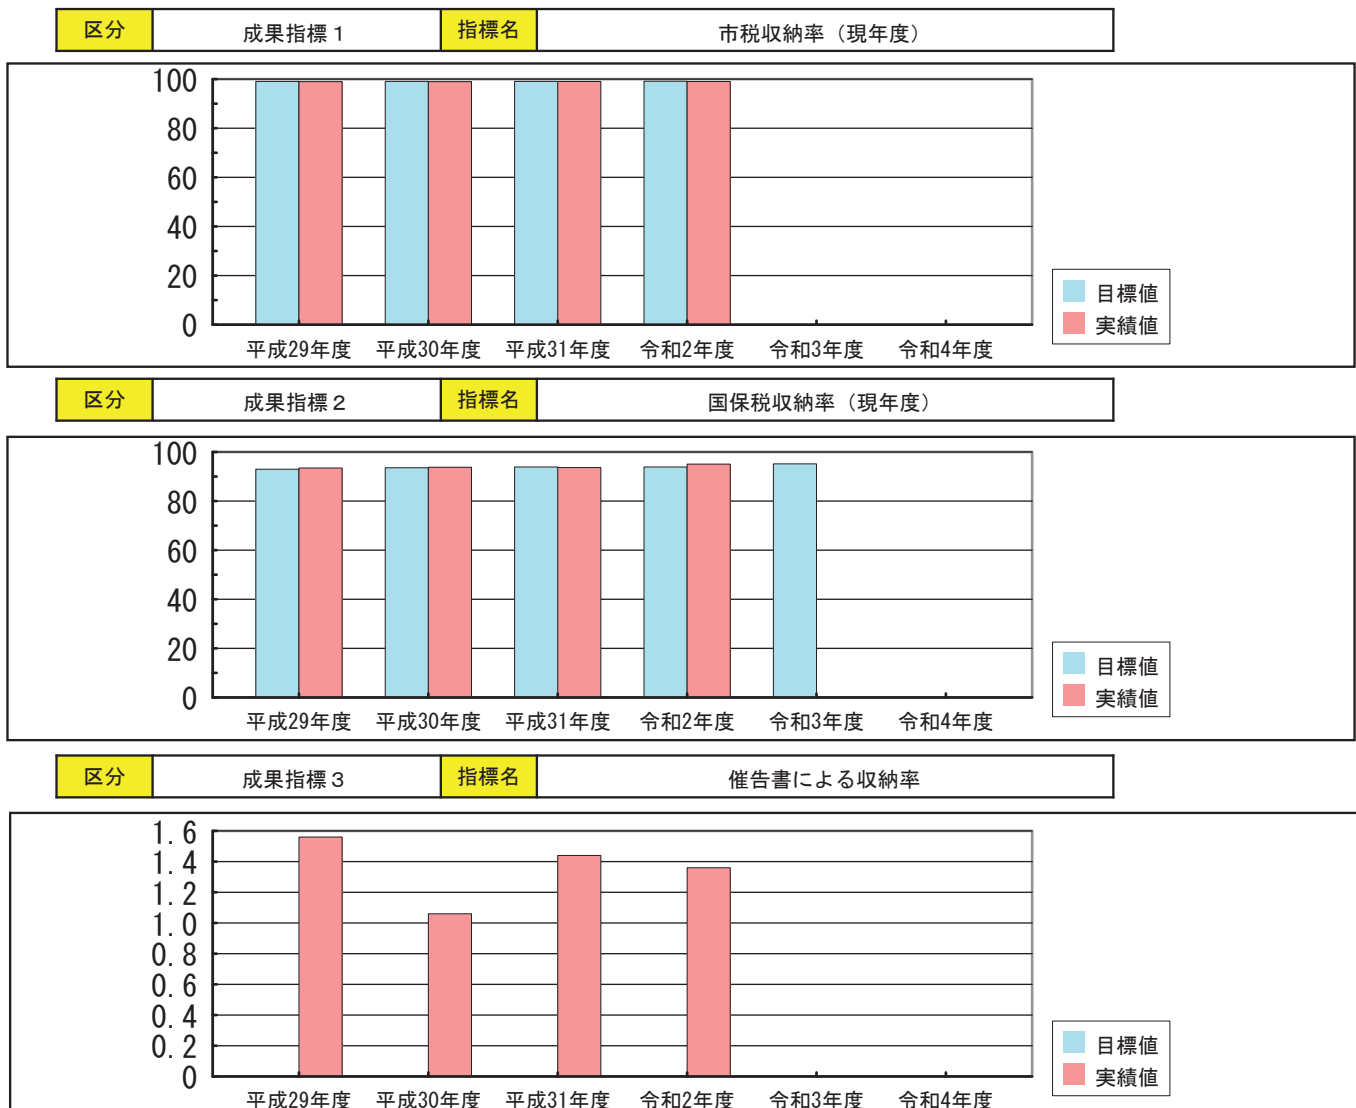 区分 成果指標１ 指標名 市税収納率（現年度）
100
80
60
40
20
0
平成29年度 平成30年度 平成31年度 令和2年度 令和3年度 令和4年度
目標値
実績値
区分 成果指標２ 指標名 国保税収納率（現年度）
100
80
60
40
20
0
平成29年度 平成30年度 平成31年度 令和2年度 令和3年度 令和4年度
目標値
実績値
区分 成果指標３ 指標名 催告書による収納率
1.6
1.4
1.2
1.0
0.8
0.6
0.4
0.2
0
平成29年度 平成30年度 平成31年度 令和2年度 令和3年度 令和4年度
目標値
実績値